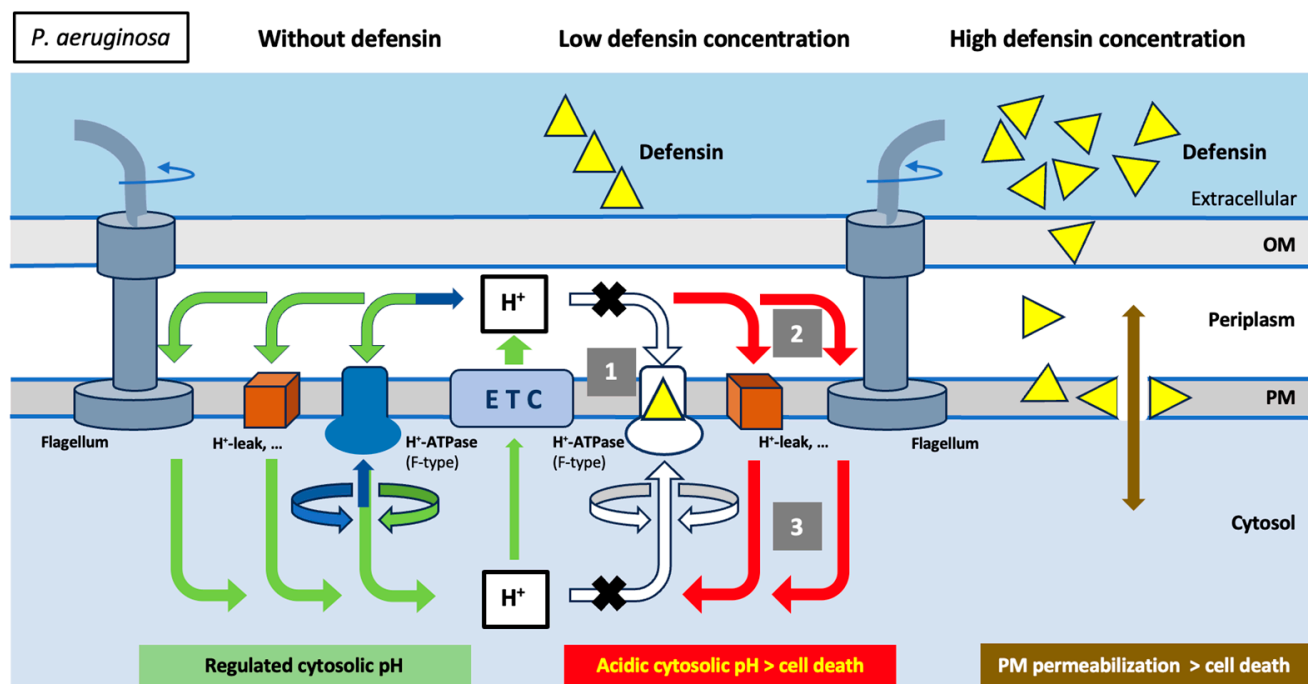 P. aeruginosa
Without defensin
Low defensin concentration
High defensin concentration
Defensin
Defensin
Extracellular
OM
H⁺
Periplasm
2
1
E T C
PM
Flagellum
H⁺-leak, ...
H⁺-ATPase
(F-type)
H⁺-ATPase
(F-type)
H⁺-leak, ...
Flagellum
3
Cytosol
H⁺
Regulated cytosolic pH
Acidic cytosolic pH > cell death
PM permeabilization > cell death